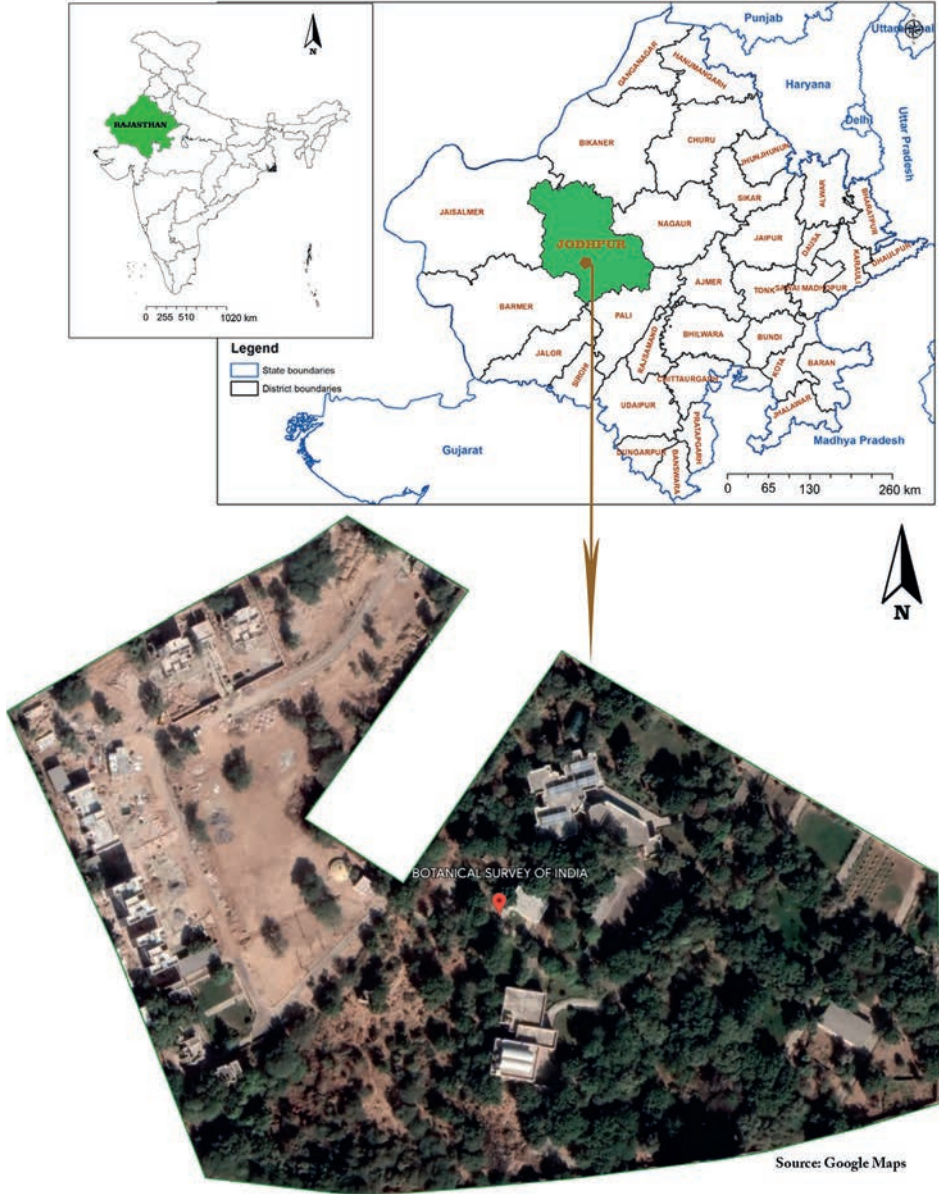 N
RAJASTHAN
0 255 510 1020 km
Punjab
Haryana
Delhi
Uttar Pradesh
GANGANAGAR
HANUMANGARH
BIKANER
CHURU
JHUNJHUNUN
SIKAR
ALWAR
BHARATPUR
JAISALMER
NAGAUR
JAIPUR
DAUSA
KARAULI
DHAULPUR
JODHPUR
AJMER
TONK
SAWAI MADHOPUR
BARMER
PALI
RAJSAMAND
BHILWARA
BUNDI
KOTA
BARAN
JALOR
SIROHI
CHITTAURGARH
JHALAWAR
UDAIPUR
PRATAPGARH
DUNGARPUR
BANSWARA
Legend
State boundaries
District boundaries
Gujarat
Madhya Pradesh
0 65 130 260 km
N
BOTANICAL SURVEY OF INDIA
Source: Google Maps